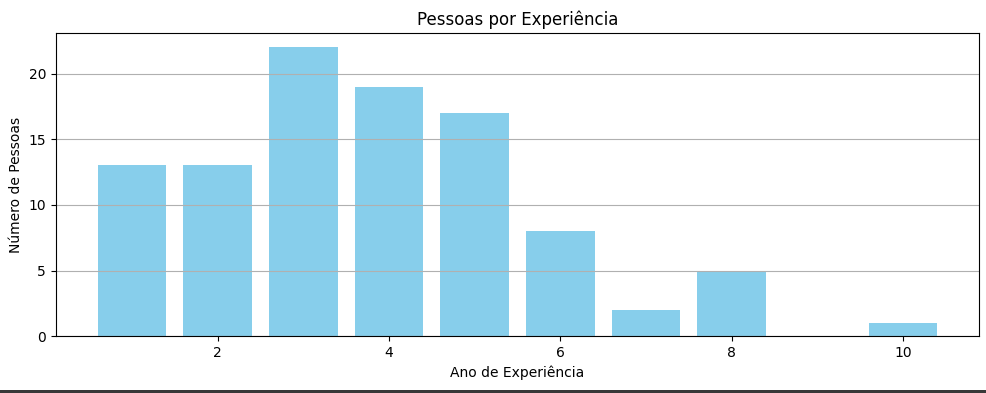 Pessoas por Experiência
20
15
10
5
0
Número de Pessoas
2 4 6 8 10
Ano de Experiência